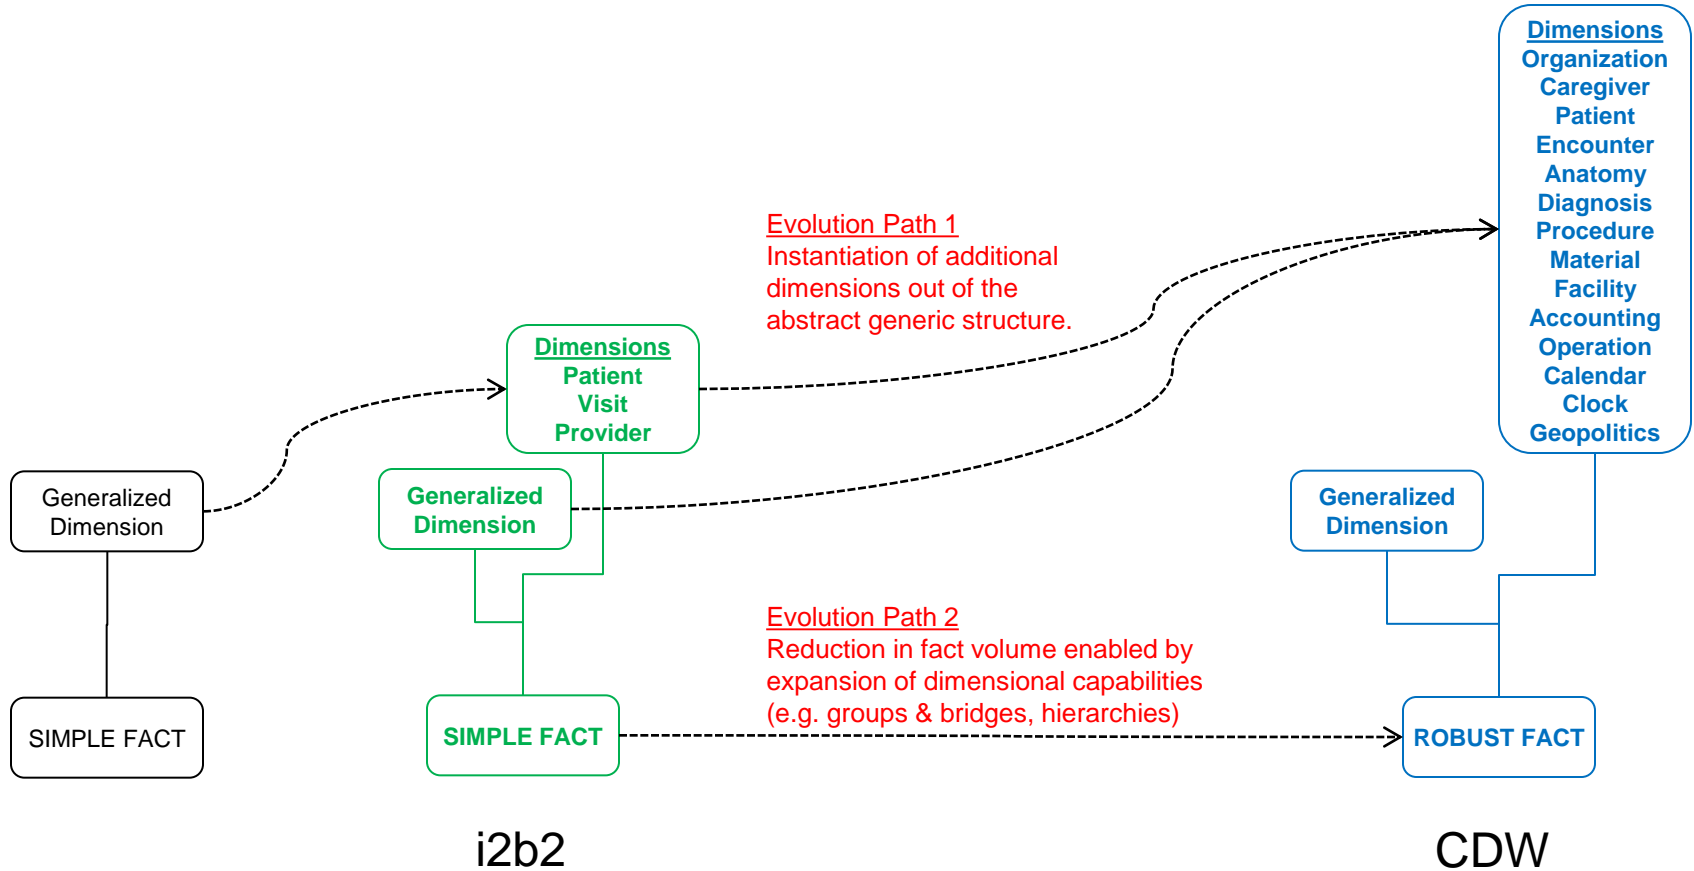 Generalized
Dimension
SIMPLE FACT
Dimensions
Patient
Visit
Provider
Generalized
Dimension
SIMPLE FACT
i2b2
Evolution Path 1
Instantiation of additional
dimensions out of the
abstract generic structure.
Evolution Path 2
Reduction in fact volume enabled by
expansion of dimensional capabilities
(e.g. groups & bridges, hierarchies)
Dimensions
Organization
Caregiver
Patient
Encounter
Anatomy
Diagnosis
Procedure
Material
Facility
Accounting
Operation
Calendar
Clock
Geopolitics
Generalized
Dimension
ROBUST FACT
CDW